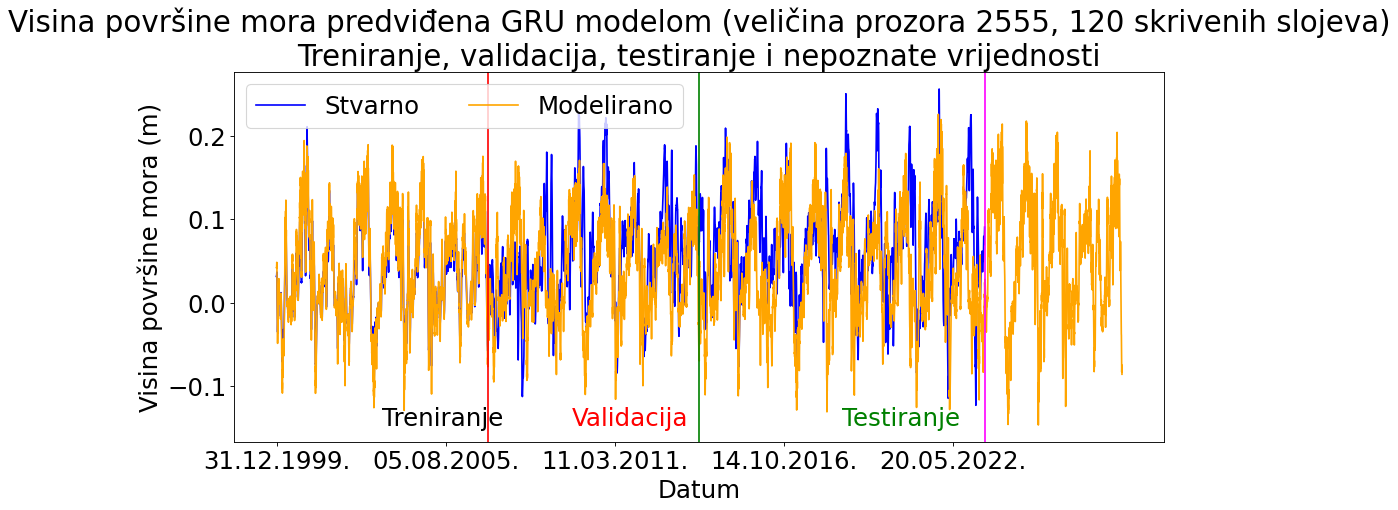 Visina površine mora predviđena GRU modelom (veličina prozora 2555, 120 skrivenih slojeva)
Treniranje, validacija, testiranje i nepoznate vrijednosti
Stvarno Modelirano
Visina površine mora (m)
0.2
0.1
0.0
−0.1
Treniranje Validacija Testiranje
31.12.1999. 05.08.2005. 11.03.2011. 14.10.2016. 20.05.2022.
Datum